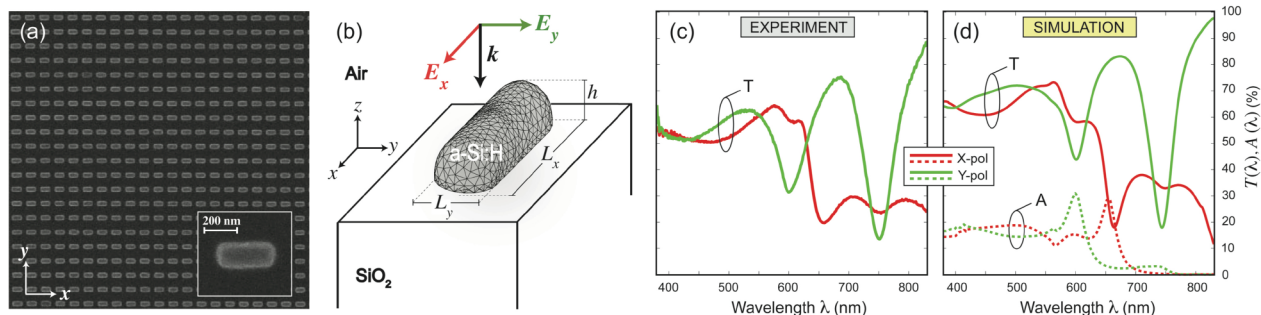 (a)
200 nm
y
x
(b)
E_x
E_y
k
Air
z
y
x
h
a-Si:H
L_x
L_y
SiO₂
(c)
EXPERIMENT
T
400 500 600 700 800
Wavelength λ (nm)
X-pol
Y-pol
(d)
SIMULATION
T
A
400 500 600 700 800
Wavelength λ (nm)
100
90
80
70
60
50
40
30
20
10
0
T(λ), A (λ) (%)